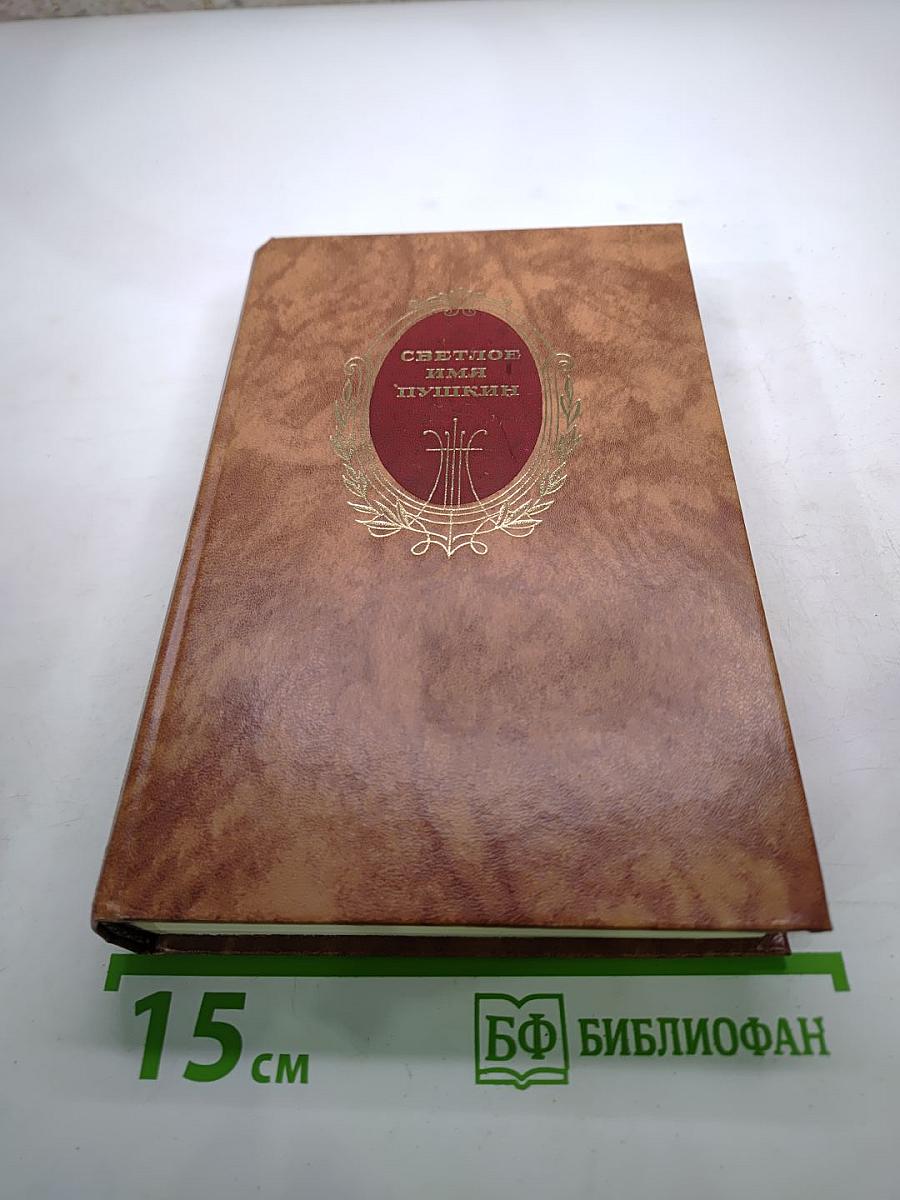 СВЕТЛОЕ
ИМЯ
ПУШКИН
15 см
БФ БИБЛИОФАН